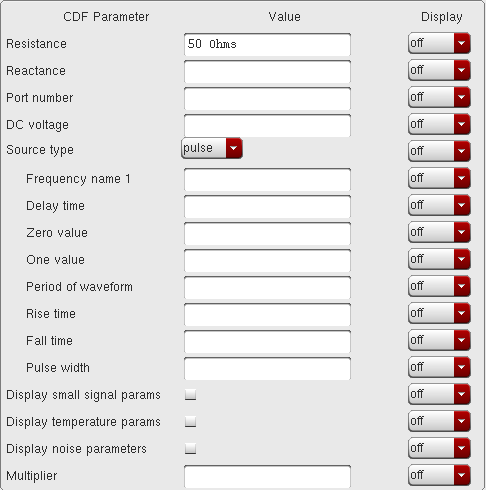 CDF Parameter Value Display
Resistance 50 Ohms off
Reactance off
Port number off
DC voltage off
Source type pulse off
Frequency name 1 off
Delay time off
Zero value off
One value off
Period of waveform off
Rise time off
Fall time off
Pulse width off
Display small signal params off
Display temperature params off
Display noise parameters off
Multiplier off